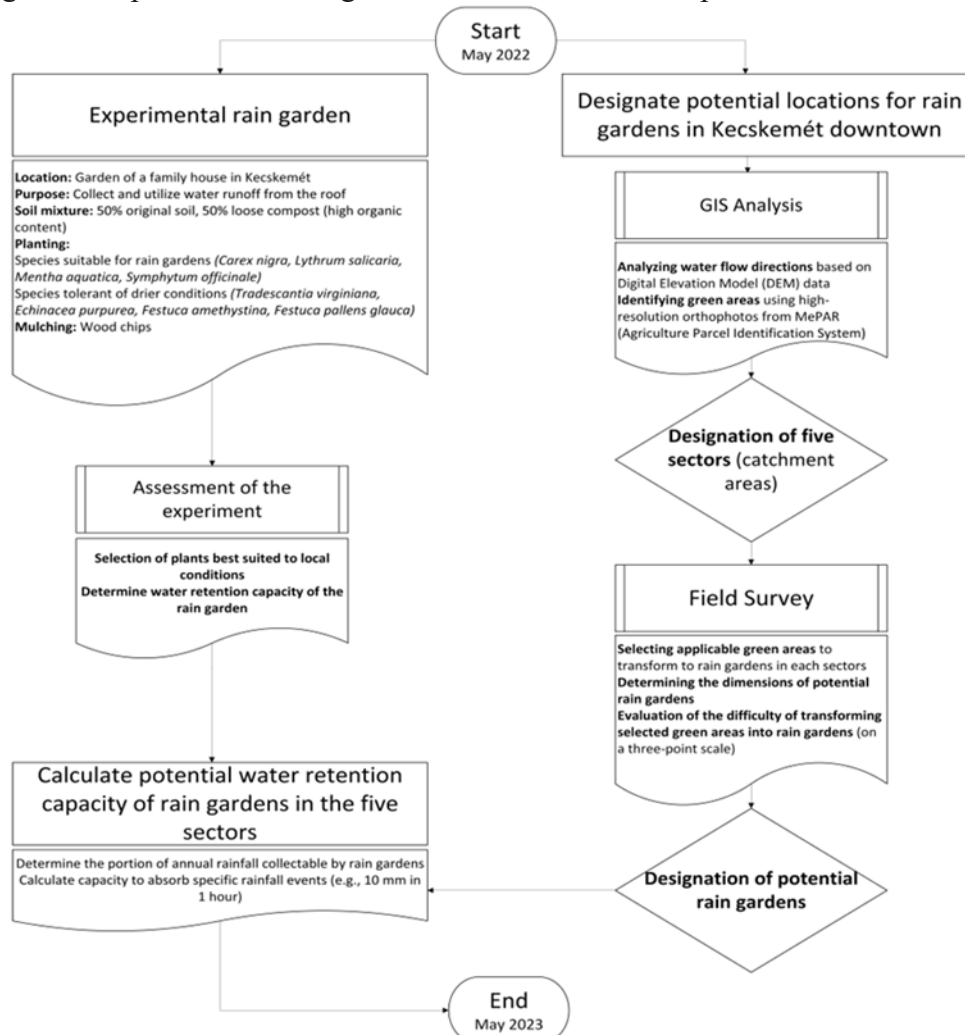 Start
May 2022
Experimental rain garden
Location: Garden of a family house in Kecskemét
Purpose: Collect and utilize water runoff from the roof
Soil mixture: 50% original soil, 50% loose compost (high organic
content)
Planting:
Species suitable for rain gardens (Carex nigra, Lythrum salicaria,
Mentha aquatica, Symphytum officinale)
Species tolerant of drier conditions (Tradescantia virginiana,
Echinacea purpurea, Festuca amethystina, Festuca pallens glauca)
Mulching: Wood chips
Assessment of the
experiment
Selection of plants best suited to local
conditions
Determine water retention capacity of the
rain garden
Designate potential locations for rain
gardens in Kecskemét downtown
GIS Analysis
Analyzing water flow directions based on
Digital Elevation Model (DEM) data
Identifying green areas using high-
resolution orthophotos from MePAR
(Agriculture Parcel Identification System)
Designation of five
sectors (catchment
areas)
Field Survey
Selecting applicable green areas to
transform to rain gardens in each sectors
Determining the dimensions of potential
rain gardens
Evaluation of the difficulty of transforming
selected green areas into rain gardens (on
a three-point scale)
Designation of potential
rain gardens
Calculate potential water retention
capacity of rain gardens in the five
sectors
Determine the portion of annual rainfall collectable by rain gardens
Calculate capacity to absorb specific rainfall events (e.g., 10 mm in
1 hour)
End
May 2023